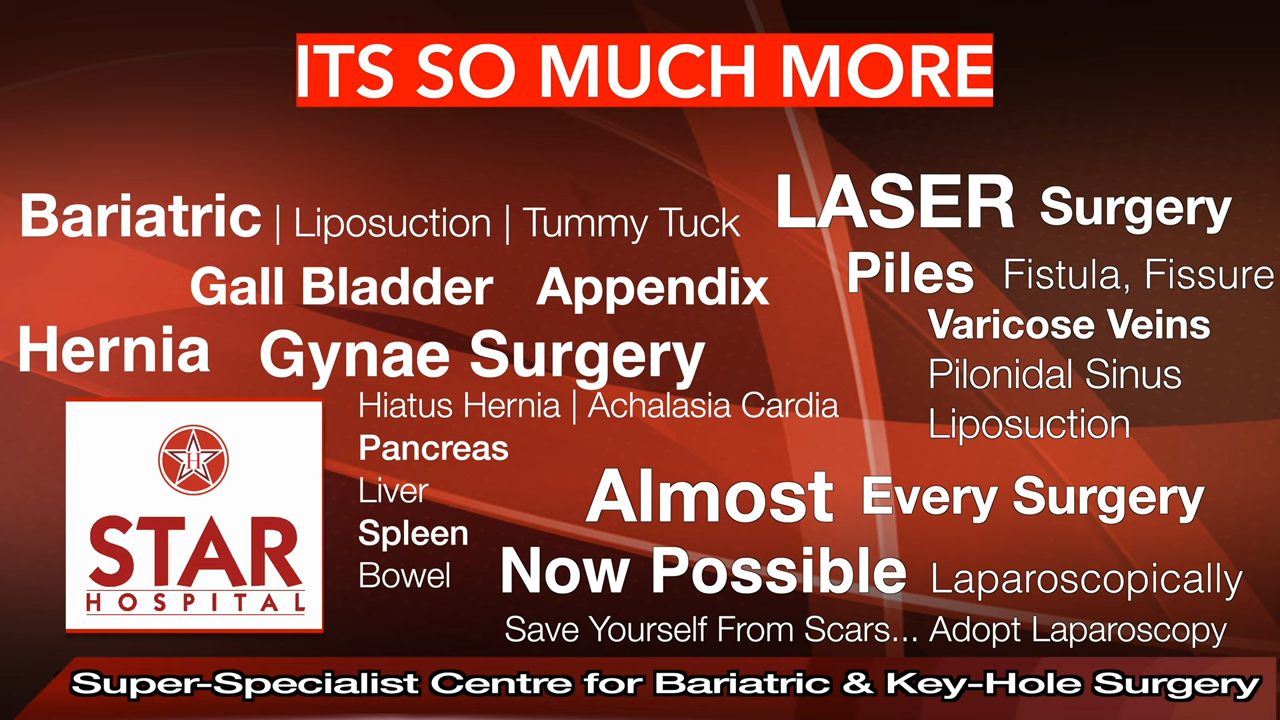 ITS SO MUCH MORE
Bariatric | Liposuction | Tummy Tuck
Gall Bladder Appendix
Hernia Gynae Surgery
Hiatus Hernia | Achalasia Cardia
Pancreas
Liver
Spleen
Bowel
LASER Surgery
Piles Fistula, Fissure
Varicose Veins
Pilonidal Sinus
Liposuction
Almost Every Surgery
Now Possible Laparoscopically
Save Yourself From Scars... Adopt Laparoscopy
H
STAR
HOSPITAL
Super-Specialist Centre for Bariatric & Key-Hole Surgery